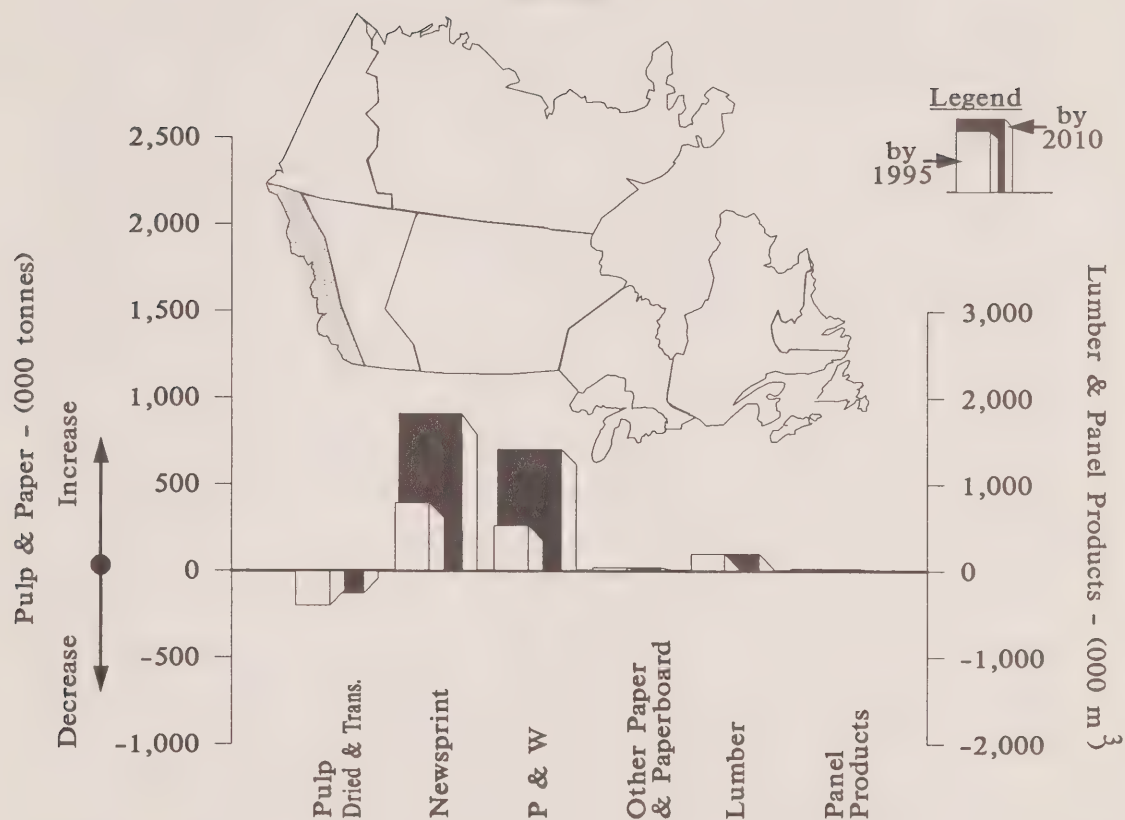 Legend
by
2010
by
1995
Pulp & Paper - (000 tonnes)
Increase
Decrease
2,500
2,000
1,500
1,000
500
0
-500
-1,000
3,000
2,000
1,000
0
-1,000
-2,000
Lumber & Panel Products - (000 m³)
Pulp
Dried & Trans.
Newsprint
P & W
Other Paper
& Paperboard
Lumber
Panel
Products